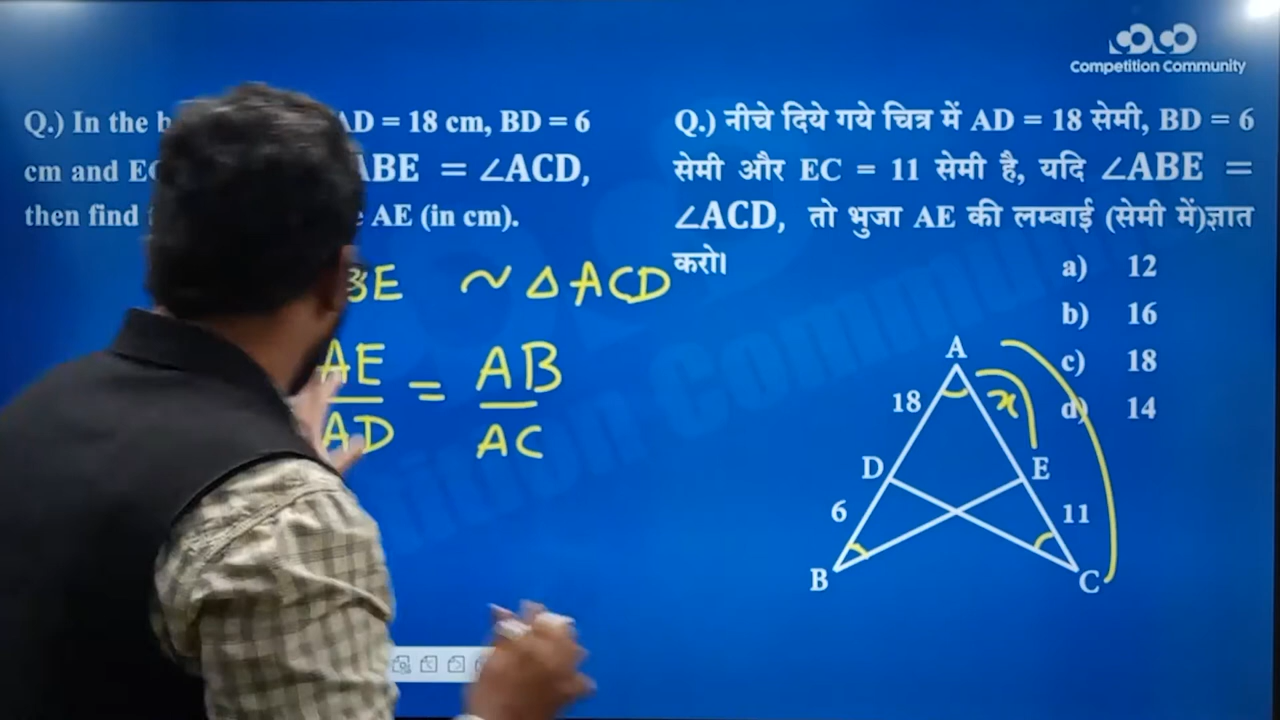 Competition Community
Q.) In the AD = 18 cm, BD = 6
cm and ABE = ∠ACD,
then find AE (in cm).
Q.) नीचे दिये गये चित्र में AD = 18 सेमी, BD = 6
सेमी और EC = 11 सेमी है, यदि ∠ABE =
∠ACD, तो भुजा AE की लम्बाई (सेमी में)ज्ञात
करो।
a) 12
b) 16
c) 18
d) 14
BE ~ △ ACD
AE = AB
AD AC
A
18
x
D
E
6
11
B
C